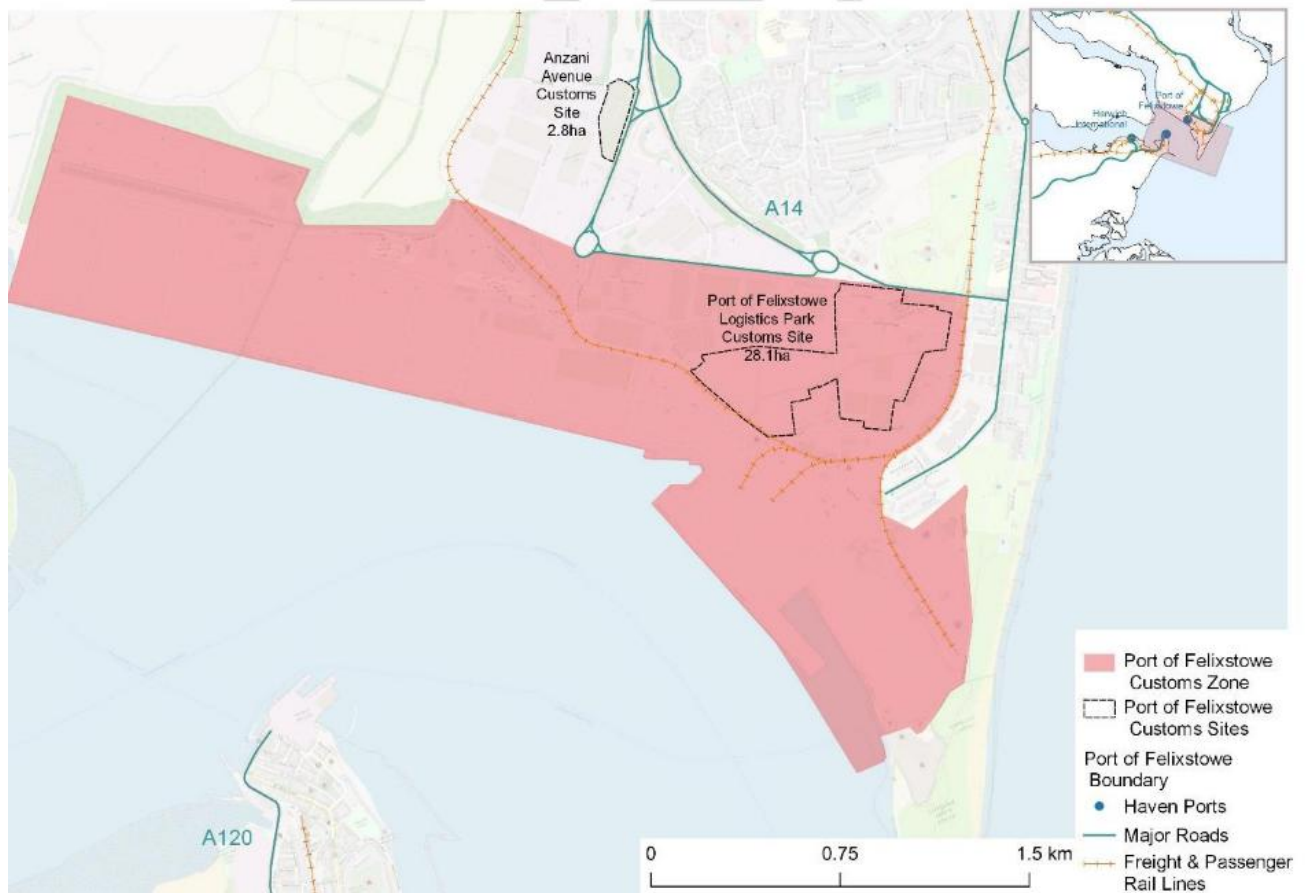 Anzani
Avenue
Customs
Site
2.8ha
A14
Port of Felixstowe
Logistics Park
Customs Site
28.1ha
A120
Port of
Felixstowe
Harwich
International
Port of Felixstowe
Customs Zone
Port of Felixstowe
Customs Sites
Port of Felixstowe
Boundary
Haven Ports
Major Roads
Freight & Passenger
Rail Lines
0 0.75 1.5 km